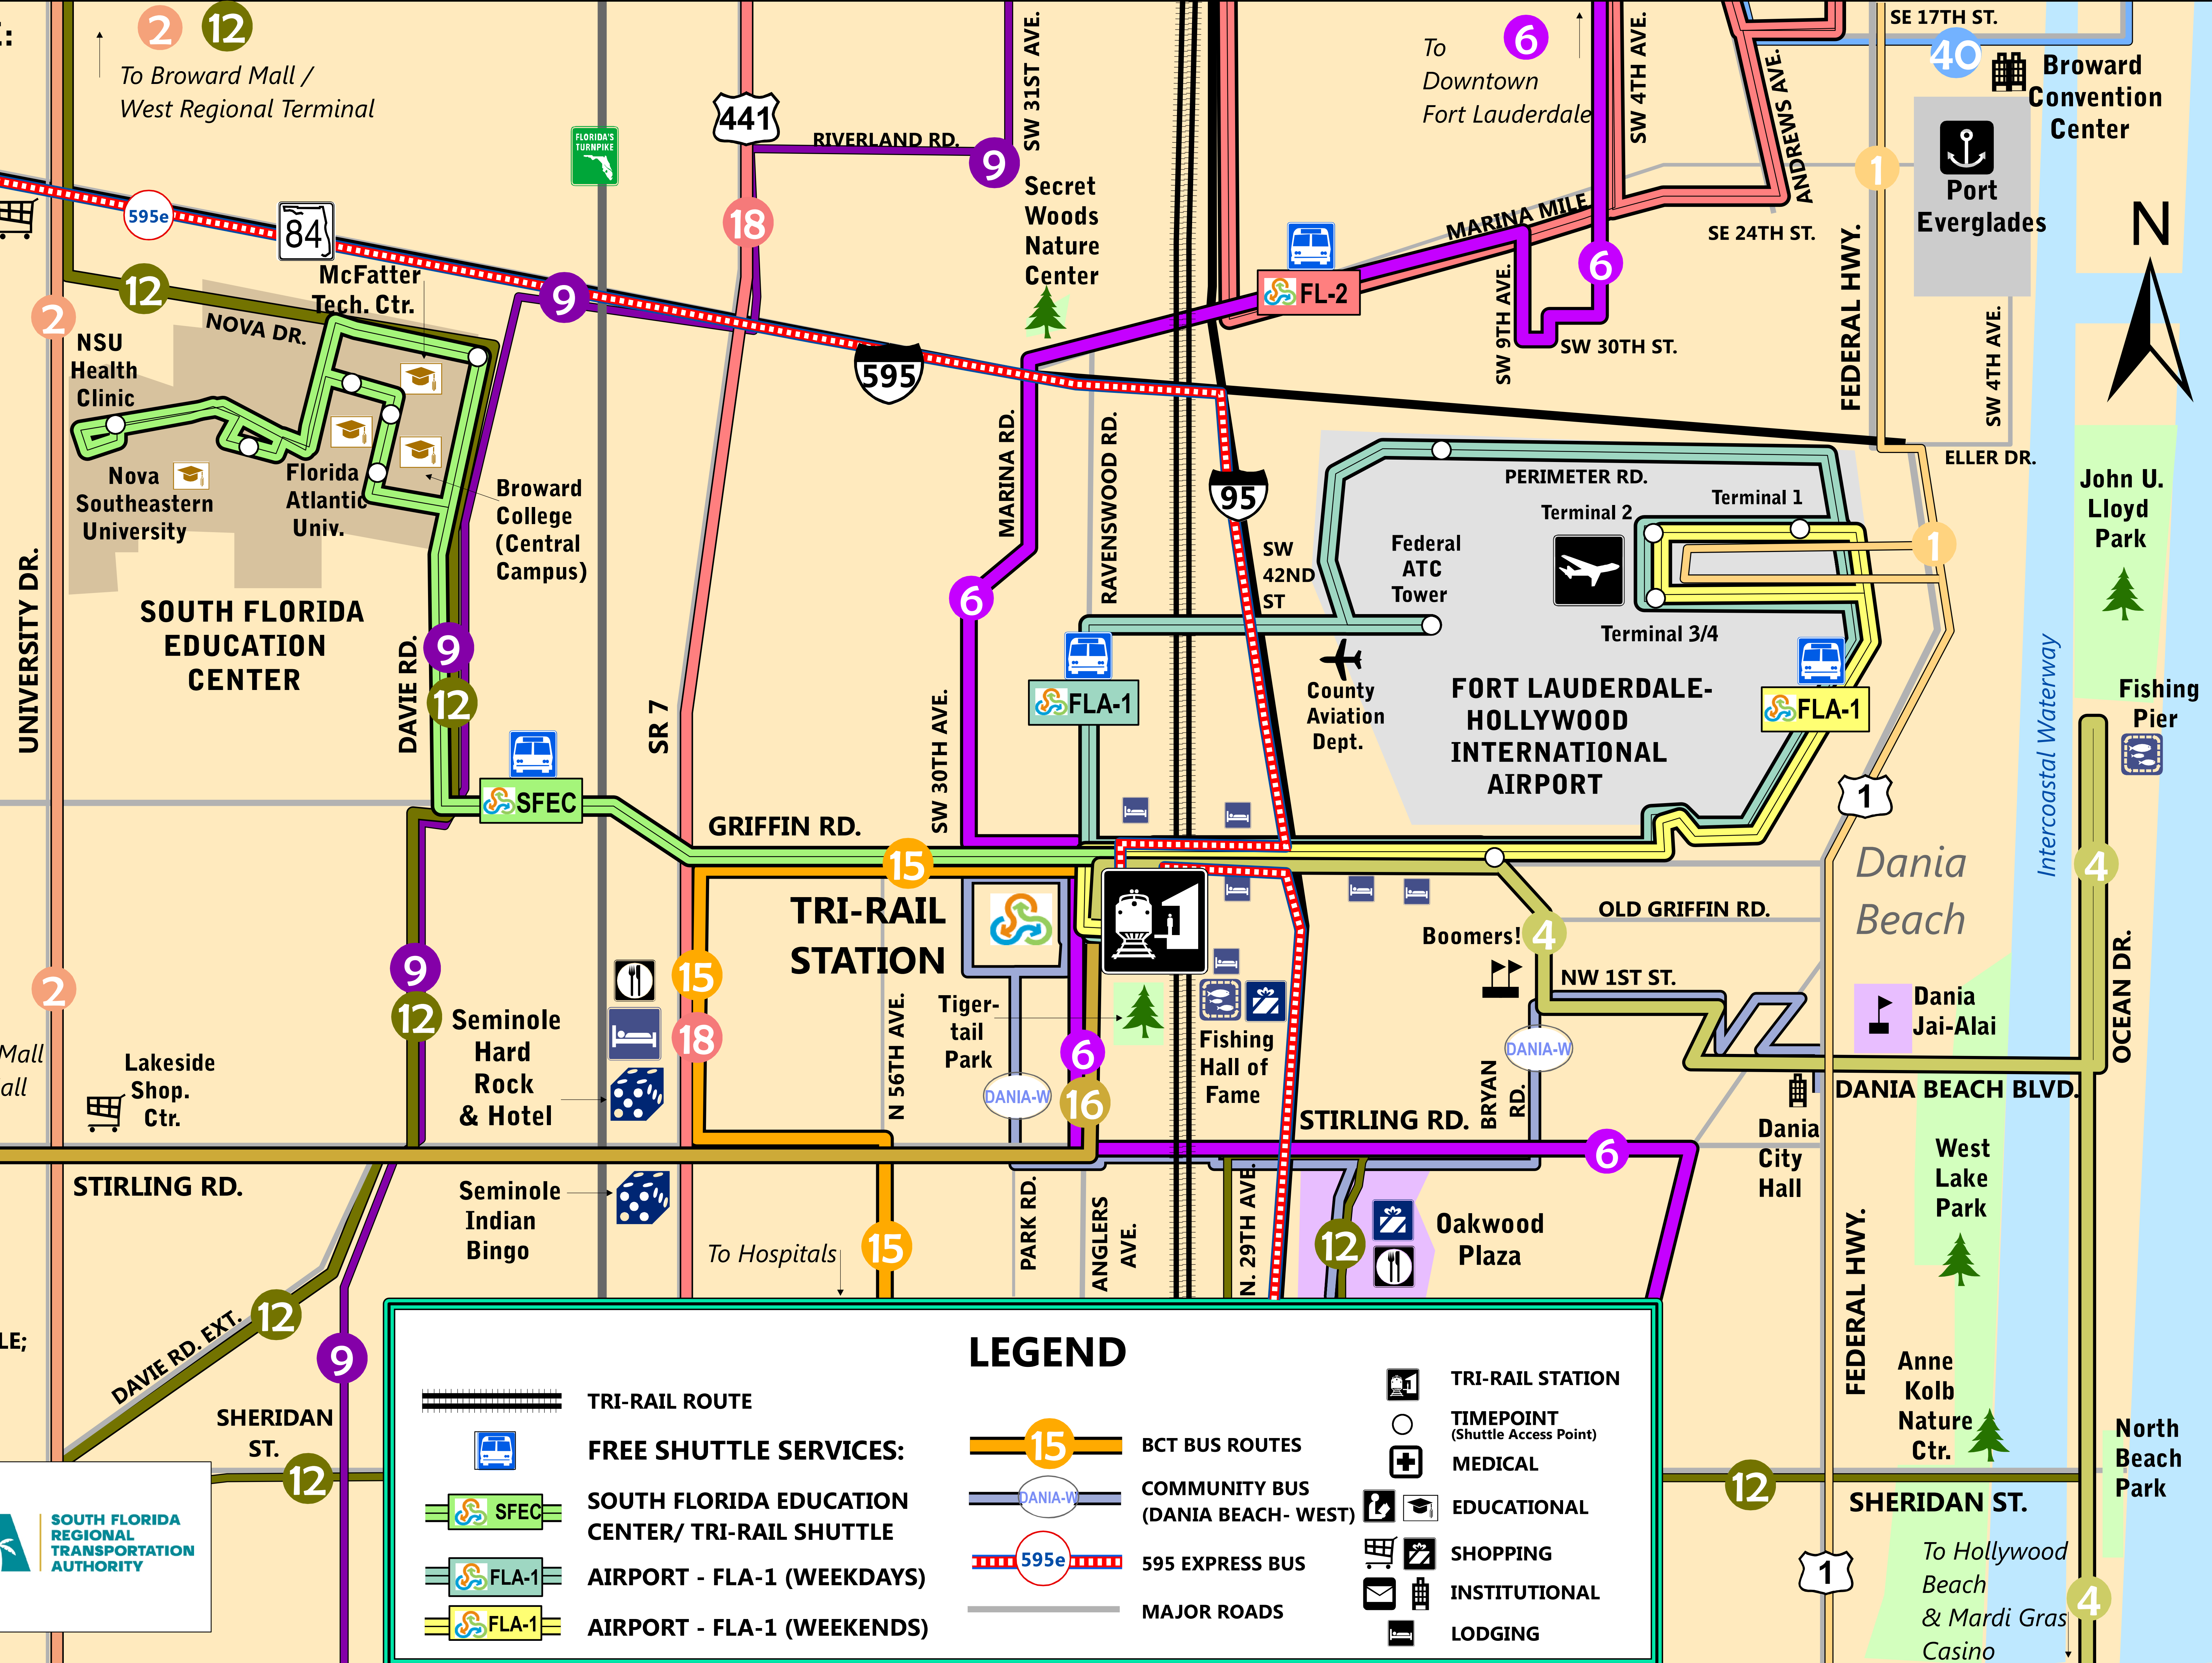 E:
2
12
To Broward Mall /
West Regional Terminal
441
FLORIDA'S
TURNPIKE
RIVERLAND RD.
9
SW 31ST AVE.
To
Downtown
Fort Lauderdale
6
SW 4TH AVE.
ANDREWS AVE.
SE 17TH ST.
40
Broward
Convention
Center
1
Port
Everglades
N
595e
84
18
Secret
Woods
Nature
Center
MARINA MILE
SE 24TH ST.
FEDERAL HWY.
SW 4TH AVE.
6
FL-2
SW 9TH AVE.
SW 30TH ST.
2
12
NOVA DR.
McFatter
Tech. Ctr.
9
NSU
Health
Clinic
595
Nova
Southeastern
University
Florida
Atlantic
Univ.
Broward
College
(Central
Campus)
MARINA RD.
RAVENSWOOD RD.
95
PERIMETER RD.
Terminal 1
Terminal 2
Terminal 3/4
ELLER DR.
1
John U.
Lloyd
Park
SW
42ND
ST
Federal
ATC
Tower
UNIVERSITY DR.
SOUTH FLORIDA
EDUCATION
CENTER
DAVIE RD.
9
12
SR 7
6
SW 30TH AVE.
FLA-1
County
Aviation
Dept.
FORT LAUDERDALE-
HOLLYWOOD
INTERNATIONAL
AIRPORT
FLA-1
Intercoastal Waterway
Fishing
Pier
SFEC
GRIFFIN RD.
15
1
Dania
Beach
4
TRI-RAIL
STATION
OLD GRIFFIN RD.
Boomers!
4
NW 1ST ST.
OCEAN DR.
2
9
12
15
18
N 56TH AVE.
Tiger-
tail
Park
6
16
DANIA-W
Fishing
Hall of
Fame
BRYAN
RD.
DANIA-W
Dania
Jai-Alai
DANIA BEACH BLVD.
Mall
all
Lakeside
Shop.
Ctr.
Seminole
Hard
Rock
& Hotel
STIRLING RD.
6
Dania
City
Hall
West
Lake
Park
STIRLING RD.
Seminole
Indian
Bingo
To Hospitals
15
PARK RD.
ANGLERS
AVE.
N. 29TH AVE.
12
Oakwood
Plaza
FEDERAL HWY.
LE;
DAVIE RD. EXT.
12
9
SHERIDAN
ST.
12
Anne
Kolb
Nature
Ctr.
North
Beach
Park
12
SHERIDAN ST.
1
To Hollywood
Beach
& Mardi Gras
Casino
4
SOUTH FLORIDA
REGIONAL
TRANSPORTATION
AUTHORITY
LEGEND
TRI-RAIL ROUTE
FREE SHUTTLE SERVICES:
SFEC
SOUTH FLORIDA EDUCATION
CENTER/ TRI-RAIL SHUTTLE
FLA-1
AIRPORT - FLA-1 (WEEKDAYS)
FLA-1
AIRPORT - FLA-1 (WEEKENDS)
15
BCT BUS ROUTES
DANIA-W
COMMUNITY BUS
(DANIA BEACH- WEST)
595e
595 EXPRESS BUS
MAJOR ROADS
TRI-RAIL STATION
TIMEPOINT
(Shuttle Access Point)
MEDICAL
EDUCATIONAL
SHOPPING
INSTITUTIONAL
LODGING